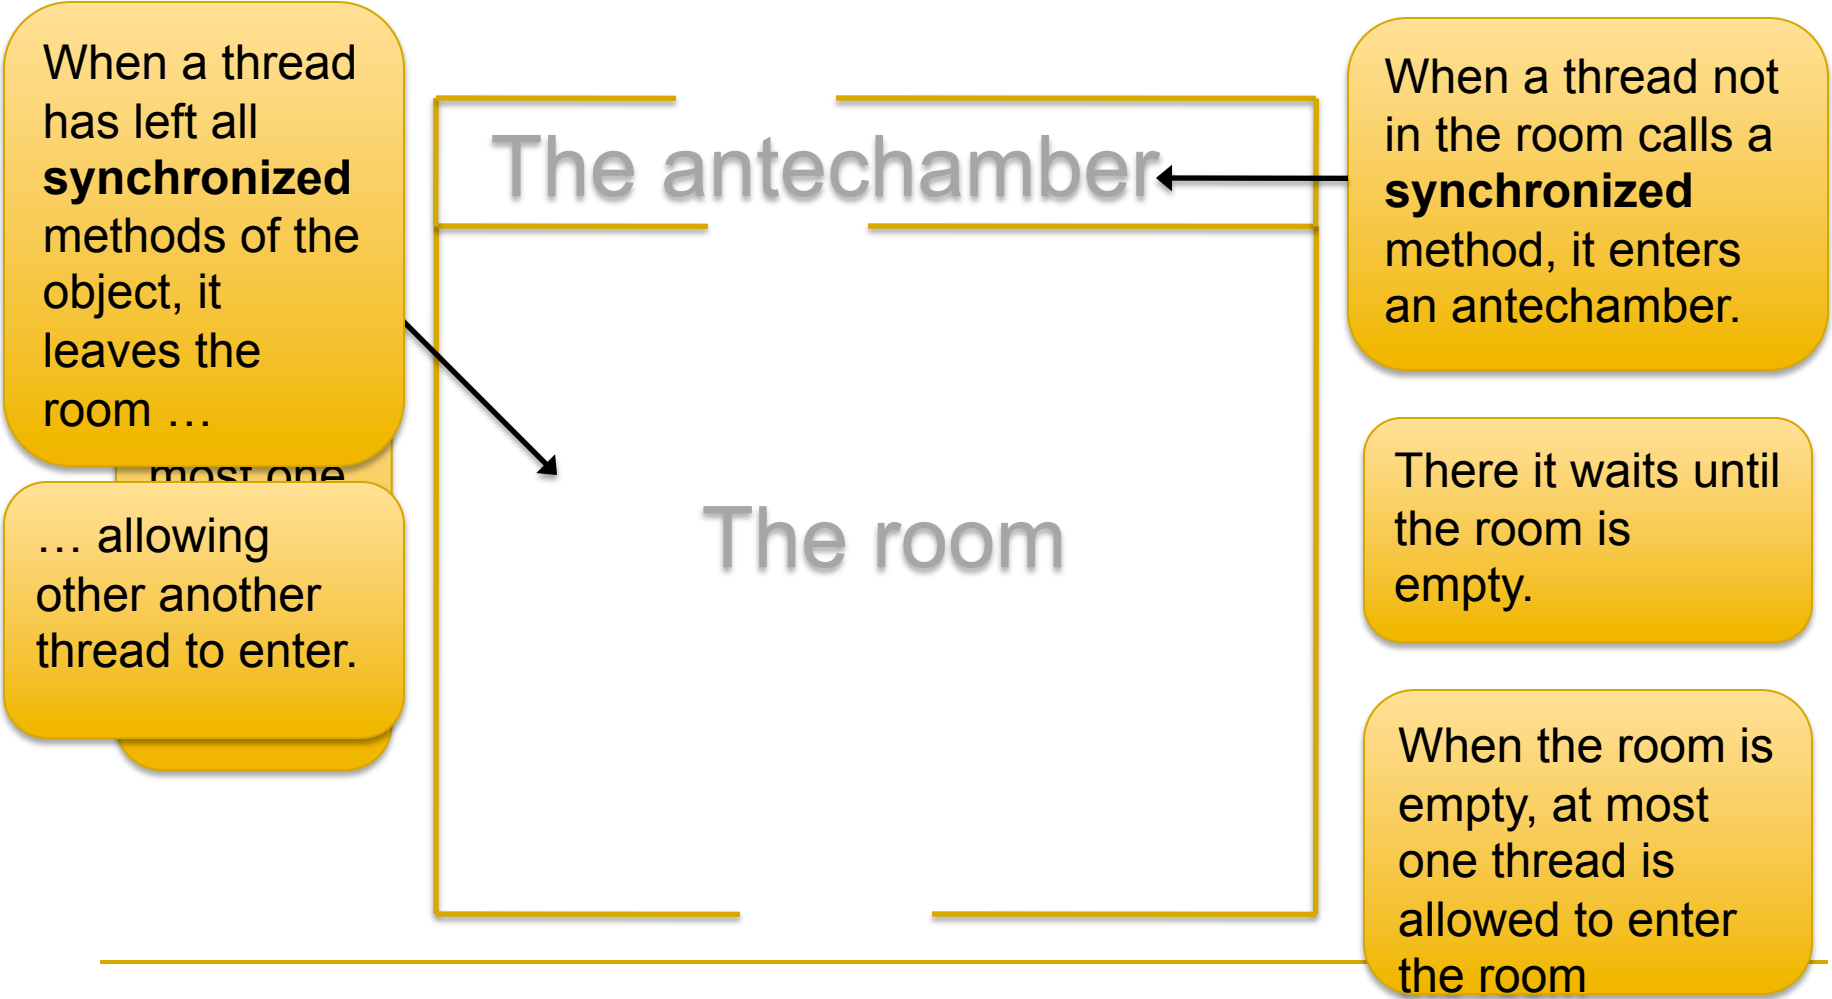 When a thread
has left all
synchronized
methods of the
object, it
leaves the
room …
most one
… allowing
other another
thread to enter.
The antechamber
The room
When a thread not
in the room calls a
synchronized
method, it enters
an antechamber.
There it waits until
the room is
empty.
When the room is
empty, at most
one thread is
allowed to enter
the room